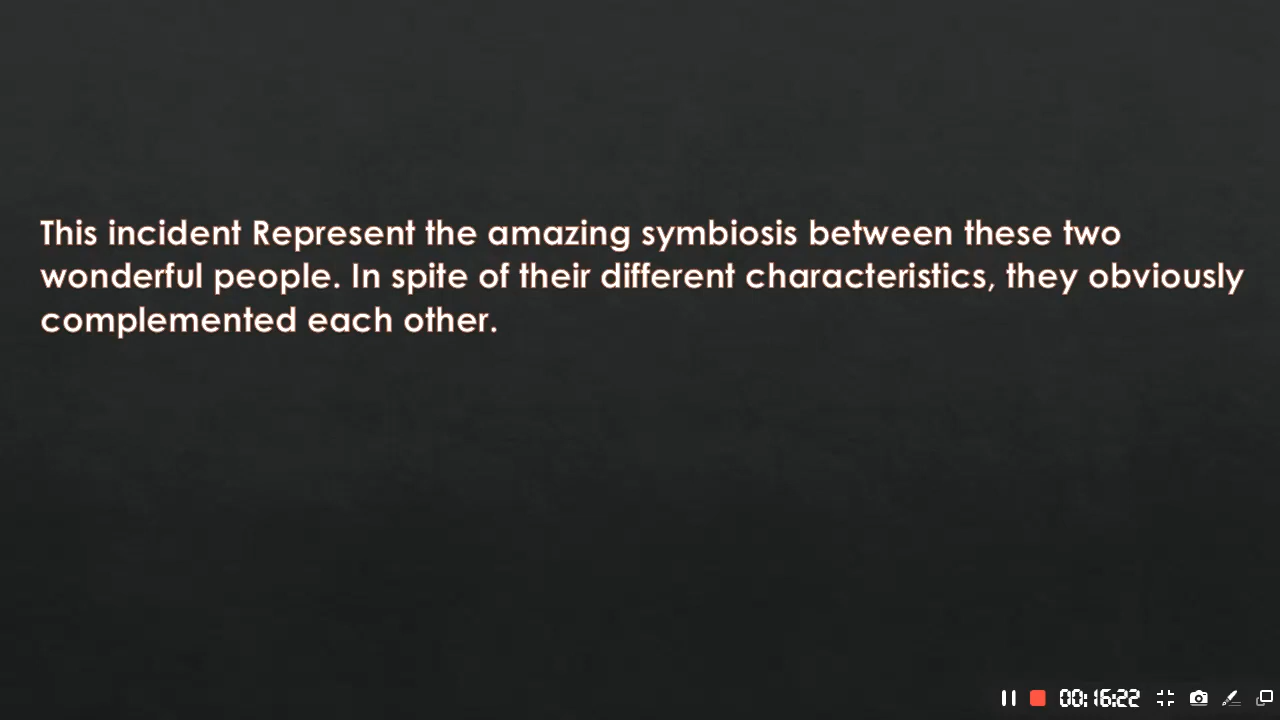 This incident Represent the amazing symbiosis between these two
wonderful people. In spite of their different characteristics, they obviously
complemented each other.
00:16:22